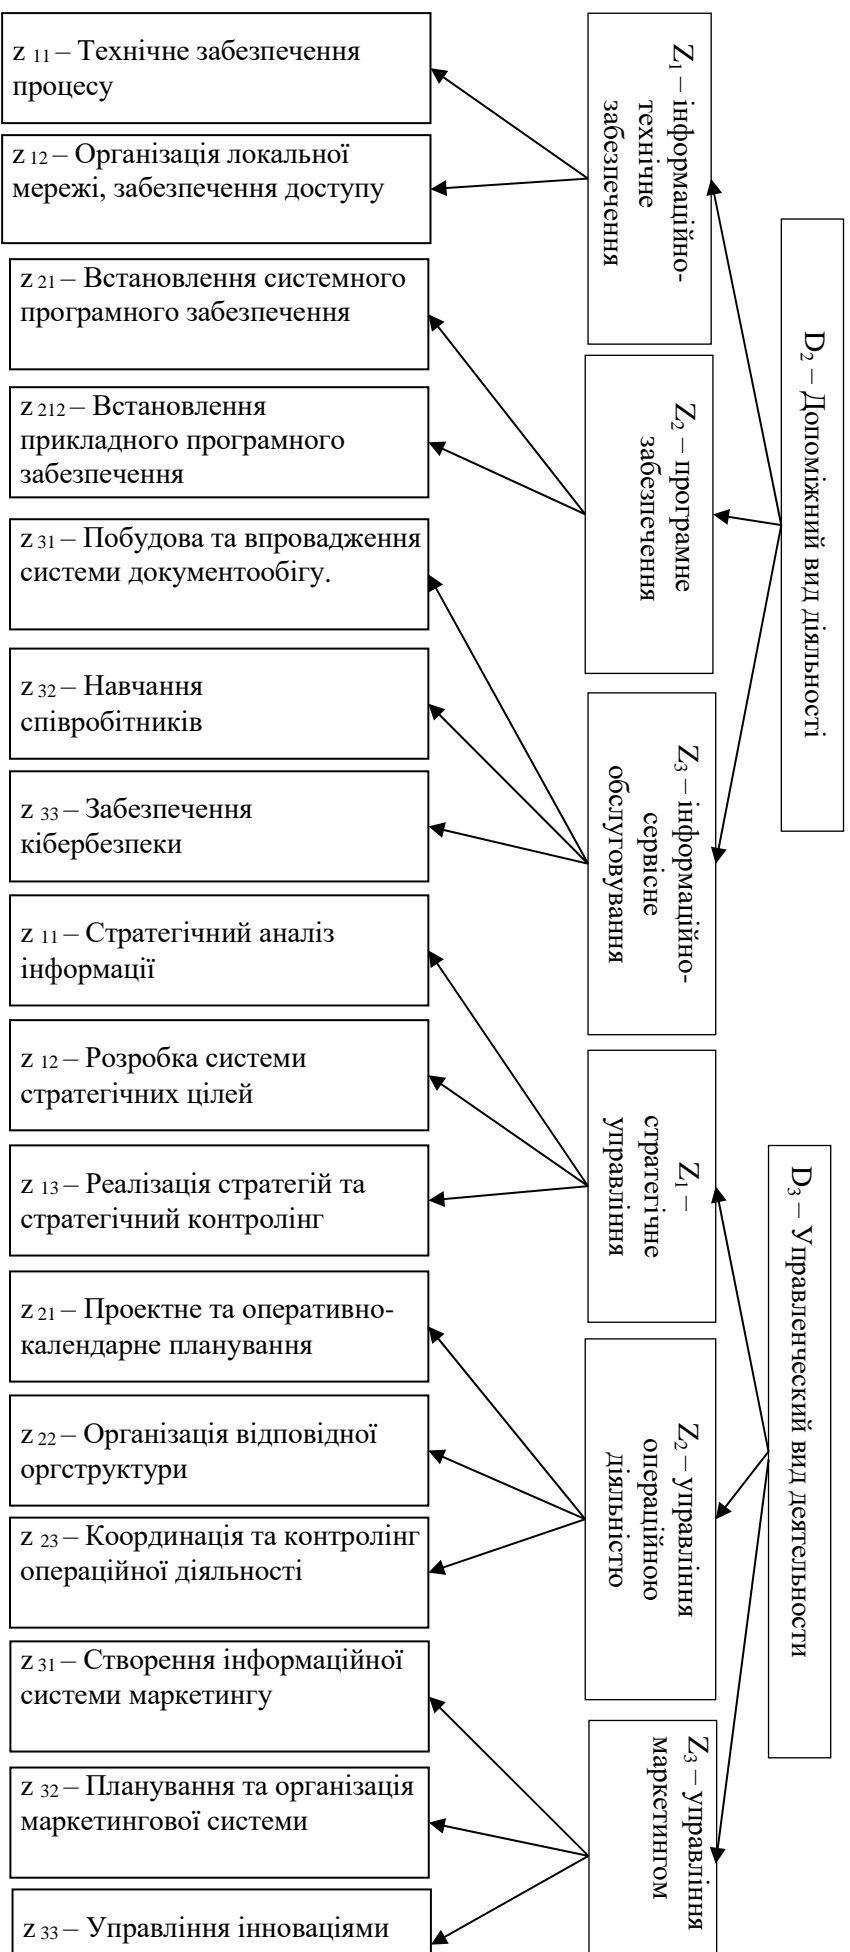 z 11 – Технічне забезпечення
процесу
z 12 – Організація локальної
мережі, забезпечення доступу
z 21 – Встановлення системного
програмного забезпечення
z 212 – Встановлення
прикладного програмного
забезпечення
z 31 – Побудова та впровадження
системи документообігу.
z 32 – Навчання
співробітників
z 33 – Забезпечення
кібербезпеки
z 11 – Стратегічний аналіз
інформації
z 12 – Розробка системи
стратегічних цілей
z 13 – Реалізація стратегій та
стратегічний контролінг
z 21 – Проектне та оперативно-
календарне планування
z 22 – Організація відповідної
оргструктури
z 23 – Координація та контролінг
операційної діяльності
z 31 – Створення інформаційної
системи маркетингу
z 32 – Планування та організація
маркетингової системи
z 33 – Управління інноваціями
Z1 – інформаційно-
технічне
забезпечення
Z2 – програмне
забезпечення
Z3 – інформаційно-
сервісне
обслуговування
Z1 –
стратегічне
управління
Z2 – управління
операційною
діяльністю
Z3 – управління
маркетингом
D2 – Допоміжний вид діяльності
D3 – Управленческий вид деятельности